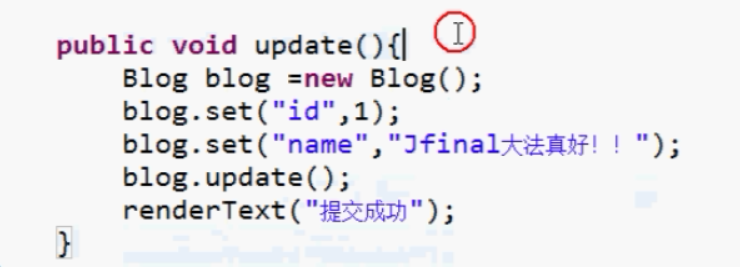 public void update(){
Blog blog =new Blog();
blog.set("id",1);
blog.set("name","Jfinal大法真好！！");
blog.update();
renderText("提交成功");
}